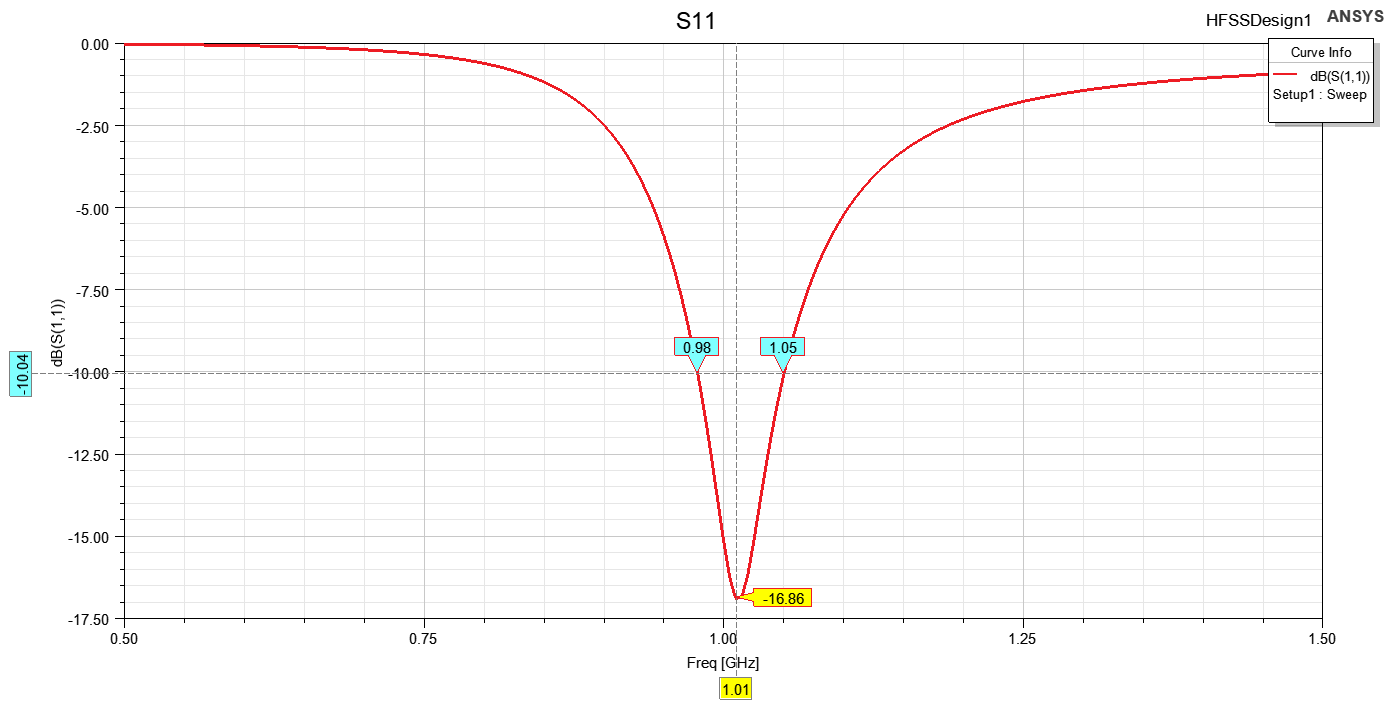 S11
HFSSDesign1
ANSYS
Curve Info
dB(S(1,1))
Setup1 : Sweep
0.00
-2.50
-5.00
-7.50
-10.00
-12.50
-15.00
-17.50
dB(S(1,1))
-10.04
0.98
1.05
-16.86
0.50
0.75
1.00
1.25
1.50
Freq [GHz]
1.01